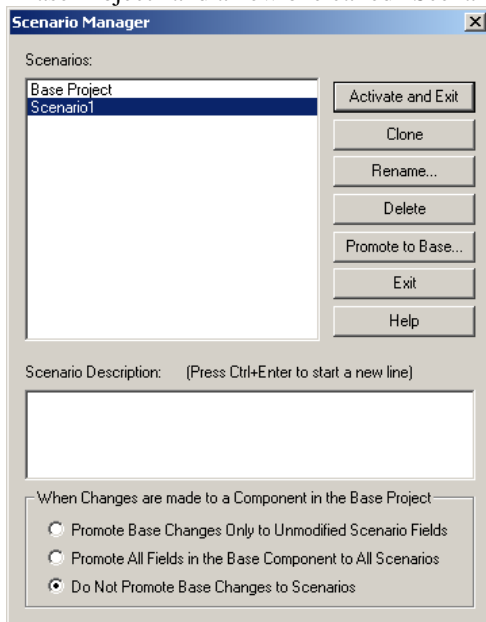 Scenario Manager
Scenarios:
Base Project
Scenario1
Activate and Exit
Clone
Rename...
Delete
Promote to Base...
Exit
Help
Scenario Description: (Press Ctrl+Enter to start a new line)
When Changes are made to a Component in the Base Project
Promote Base Changes Only to Unmodified Scenario Fields
Promote All Fields in the Base Component to All Scenarios
Do Not Promote Base Changes to Scenarios